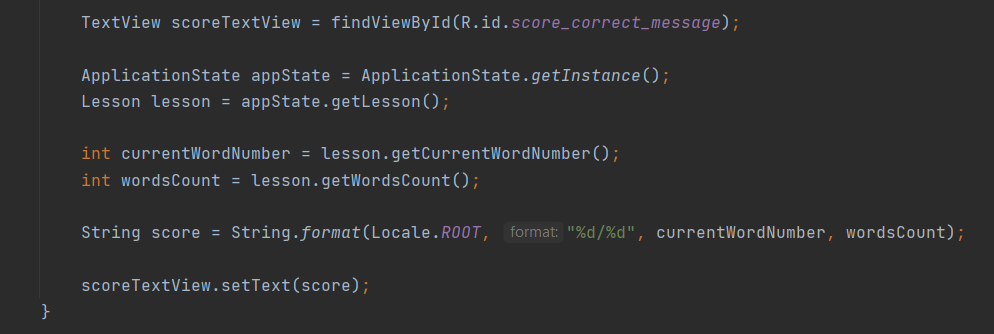 TextView scoreTextView = findViewById(R.id.score_correct_message);
ApplicationState appState = ApplicationState.getInstance();
Lesson lesson = appState.getLesson();
int currentWordNumber = lesson.getCurrentWordNumber();
int wordsCount = lesson.getWordsCount();
String score = String.format(Locale.ROOT, format: "%d/%d", currentWordNumber, wordsCount);
scoreTextView.setText(score);
}